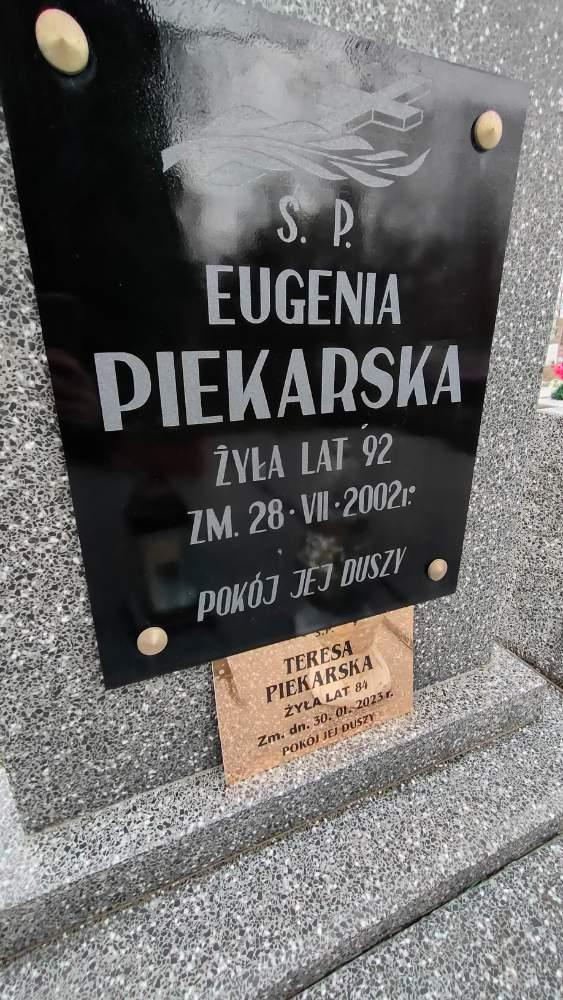 S. P.
EUGENIA
PIEKARSKA
ŻYŁA LAT 92
ZM. 28·VII·2002r.
POKÓJ JEJ DUSZY
S.P.
TERESA
PIEKARSKA
ŻYŁA LAT 84
Zm. dn. 30. 01. 2023 r.
POKÓJ JEJ DUSZY